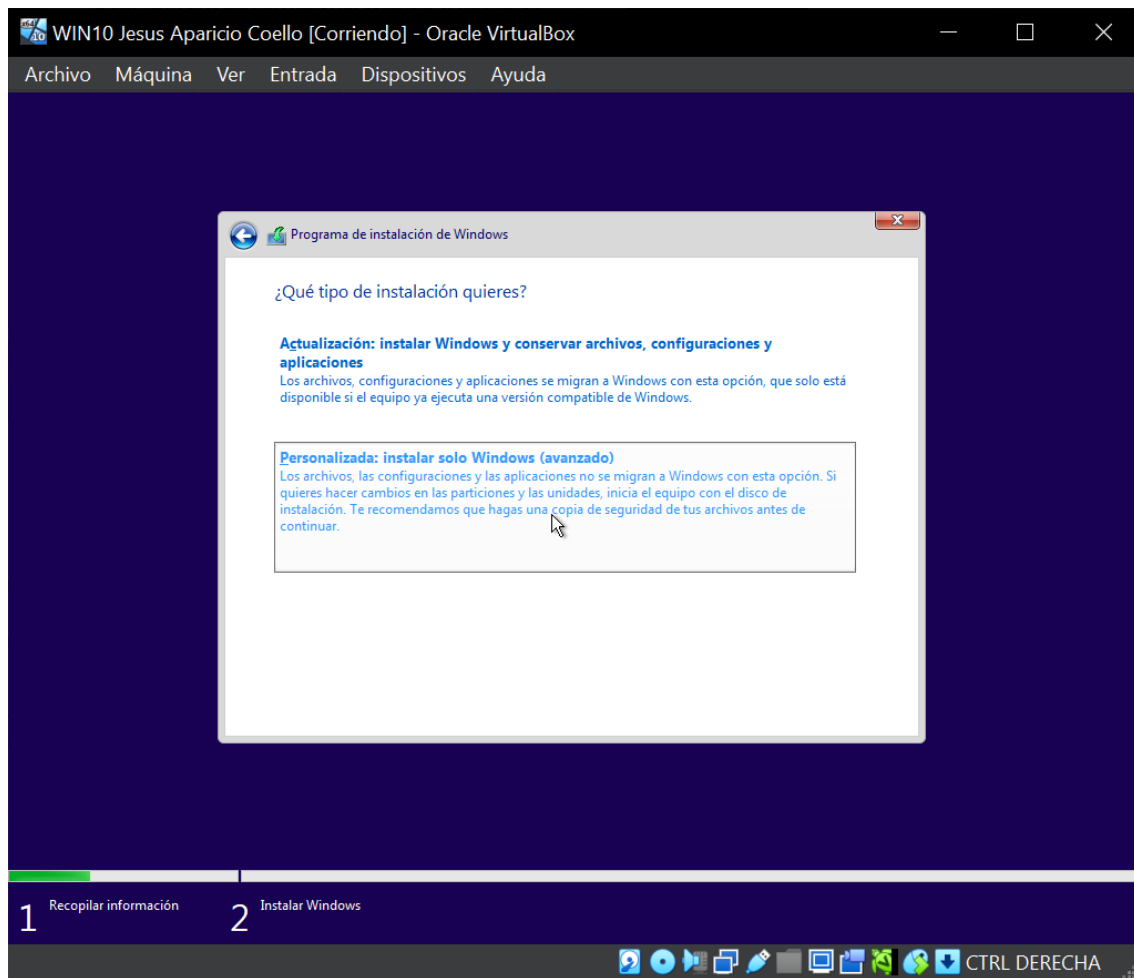 WIN10 Jesus Aparicio Coello [Corriendo] - Oracle VirtualBox
Archivo Máquina Ver Entrada Dispositivos Ayuda
Programa de instalación de Windows
¿Qué tipo de instalación quieres?
Actualización: instalar Windows y conservar archivos, configuraciones y
aplicaciones
Los archivos, configuraciones y aplicaciones se migran a Windows con esta opción, que solo está
disponible si el equipo ya ejecuta una versión compatible de Windows.
Personalizada: instalar solo Windows (avanzado)
Los archivos, las configuraciones y las aplicaciones no se migran a Windows con esta opción. Si
quieres hacer cambios en las particiones y las unidades, inicia el equipo con el disco de
instalación. Te recomendamos que hagas una copia de seguridad de tus archivos antes de
continuar.
1 Recopilar información 2 Instalar Windows
CTRL DERECHA